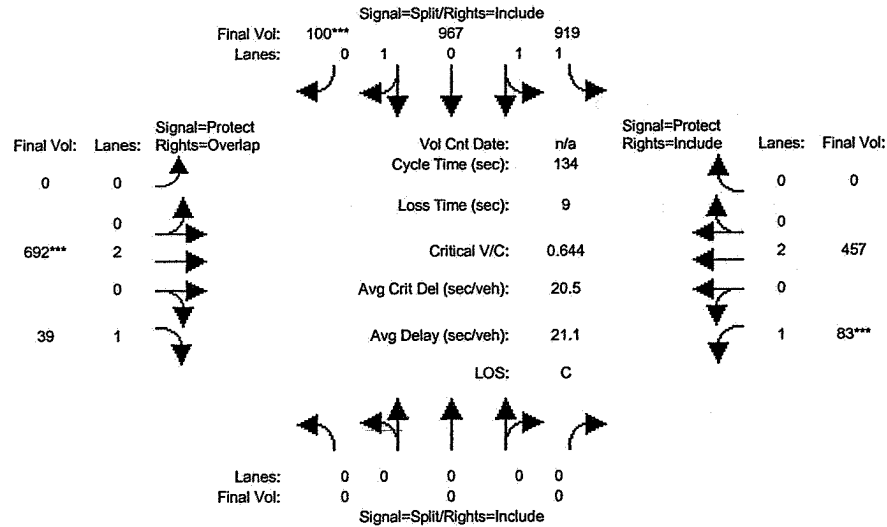 Signal=Split/Rights=Include
Final Vol: 100*** 967 919
Lanes: 0 1 0 1 1
Signal=Protect
Final Vol: Lanes: Rights=Overlap
Vol Cnt Date: n/a
Signal=Protect
Rights=Include Lanes: Final Vol:
Cycle Time (sec): 134
0 0
0 0
Loss Time (sec): 9
0
0
692*** 2
Critical V/C: 0.644
2 457
0
Avg Crit Del (sec/veh): 20.5
0
39 1
Avg Delay (sec/veh): 21.1
1 83***
LOS: C
Lanes: 0 0 0 0 0
Final Vol: 0 0 0
Signal=Split/Rights=Include